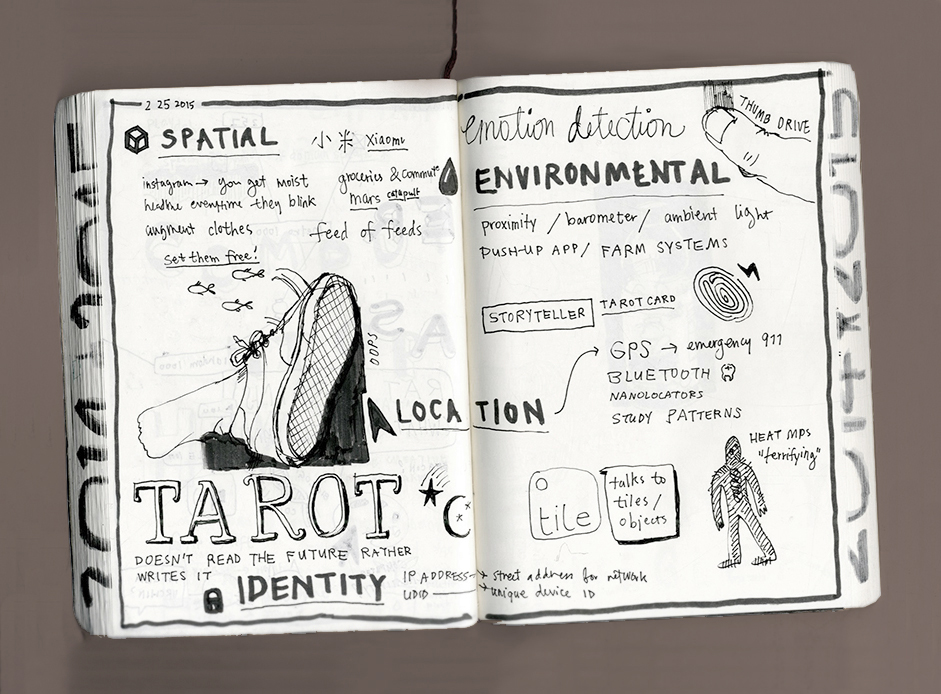 2 25 2015
SPATIAL
小米 Xiaomi
instagram → you get moist
healthe everytime they blink
augment clothes
set them free!
groceries & commute
mars catapult
feed of feeds
OOPS
LOCATION
TAROT
DOESN'T READ THE FUTURE RATHER
WRITES IT
IDENTITY
IP ADDRESS → street address for network
UDID → unique device ID
emotion detection
THUMB DRIVE
ENVIRONMENTAL
proximity / barometer / ambient light
PUSH-UP APP / FARM SYSTEMS
STORYTELLER
TAROT CARD
GPS → emergency 911
BLUETOOTH
NANOLOCATORS
STUDY PATTERNS
tile
talks to
tiles /
objects
HEAT MPS
"terrifying"